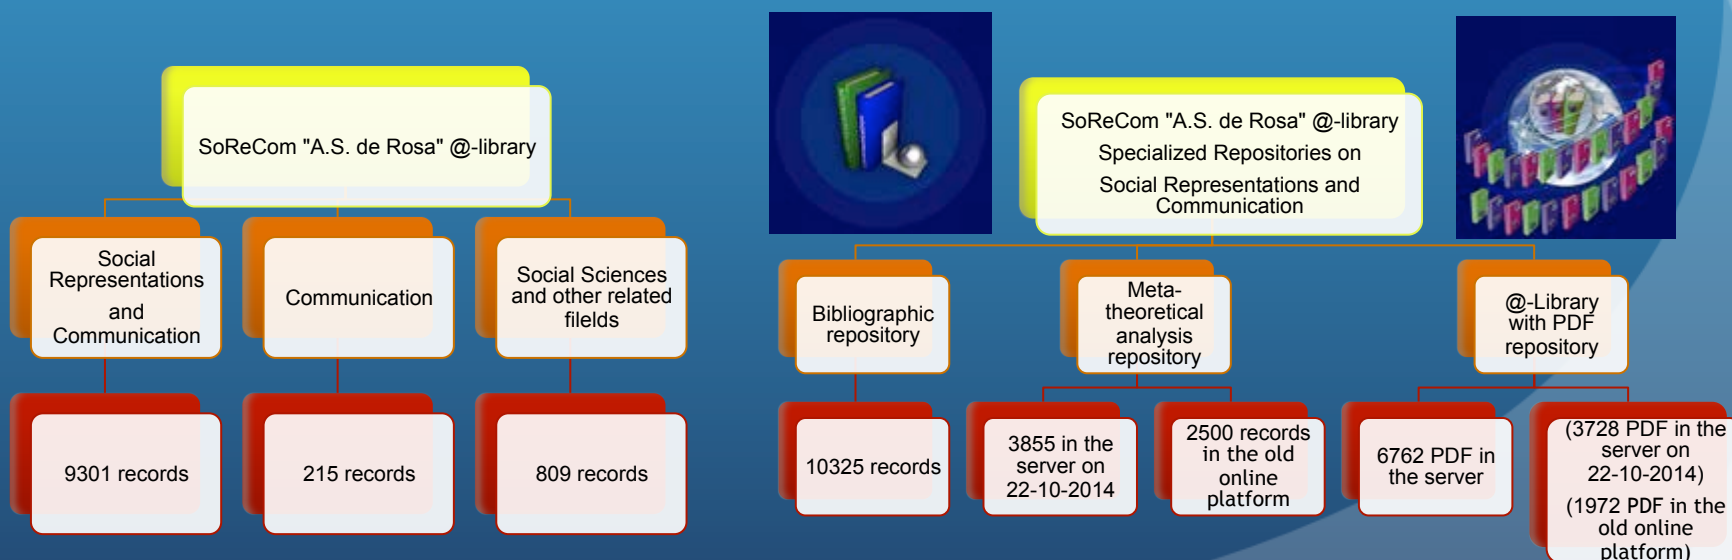 SoReCom "A.S. de Rosa" @-library
Social
Representations
and
Communication
Communication
Social Sciences
and other related
filelds
9301 records
215 records
809 records
SoReCom "A.S. de Rosa" @-library
Specialized Repositories on
Social Representations and
Communication
Bibliographic
repository
Meta-
theoretical
analysis
repository
@-Library
with PDF
repository
10325 records
3855 in the
server on
22-10-2014
2500 records
in the old
online
platform
6762 PDF in
the server
(3728 PDF in the
server on
22-10-2014)
(1972 PDF in the
old online
platform)